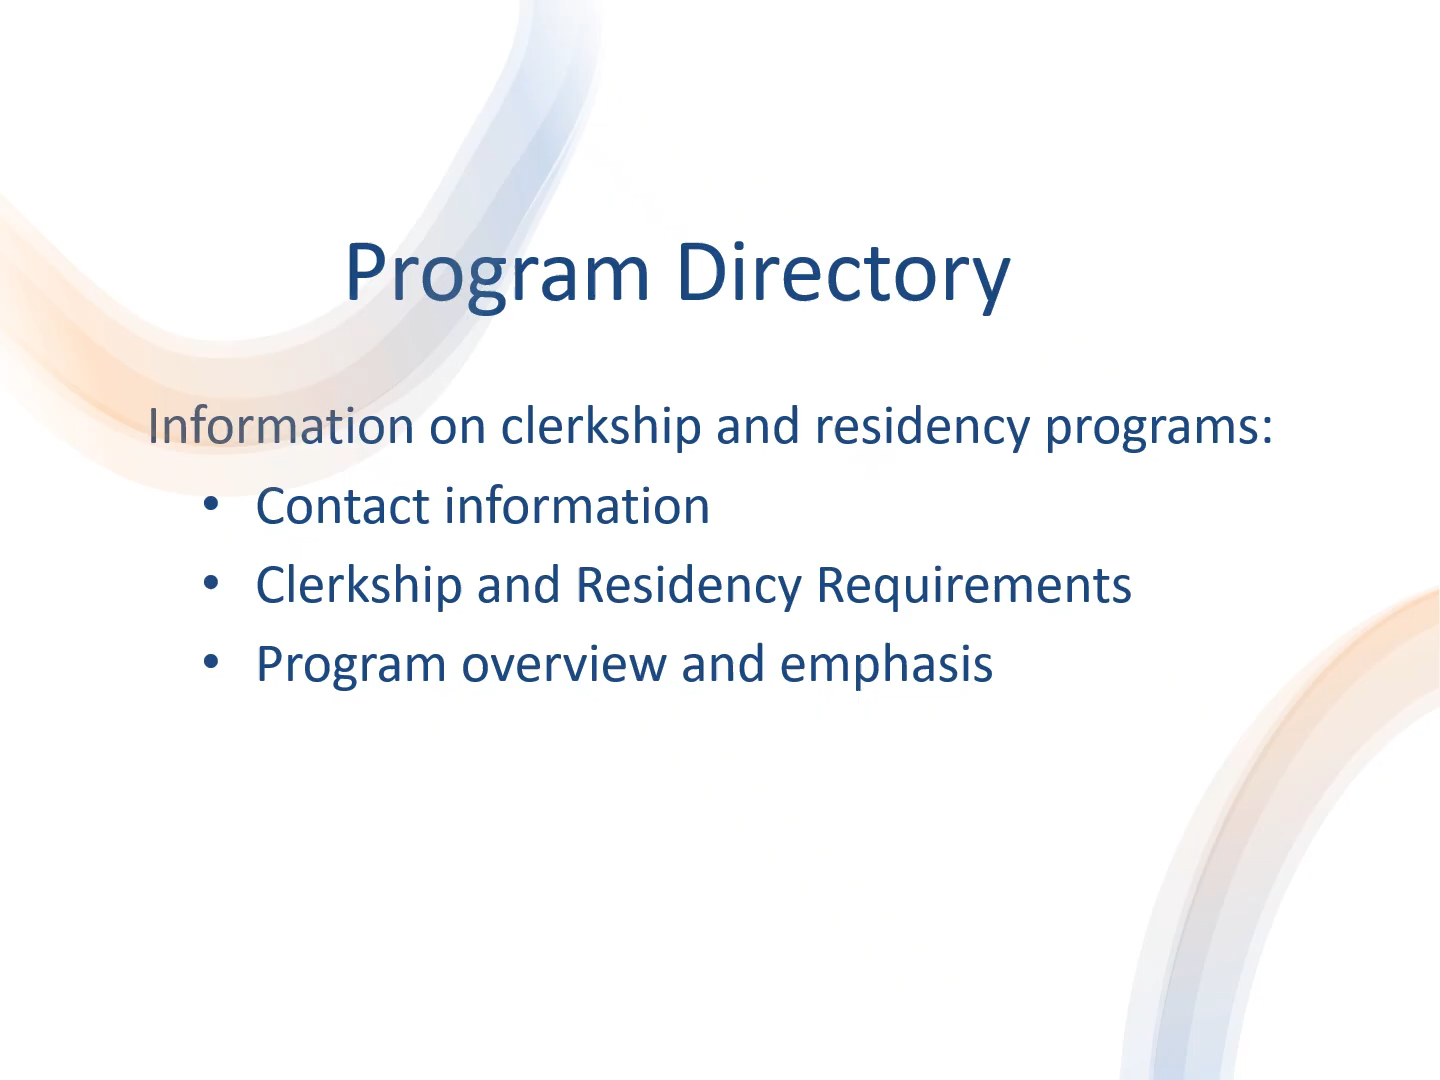 Program Directory
Information on clerkship and residency programs:
• Contact information
• Clerkship and Residency Requirements
• Program overview and emphasis